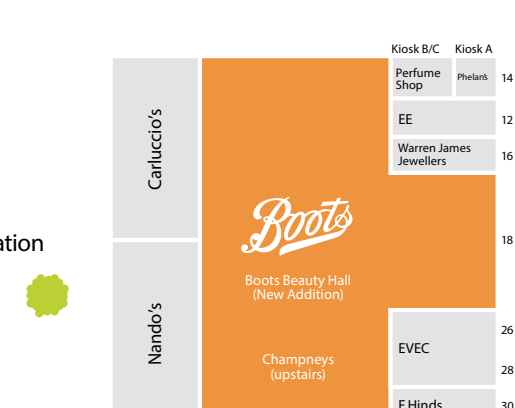 Kiosk B/C Kiosk A
Perfume
Shop
Phelan's
14
EE
12
Warren James
Jewellers
16
Carluccio's
Boots
18
ation
Boots Beauty Hall
(New Addition)
Nando's
26
EVEC
Champneys
(upstairs)
28
F Hinds
30